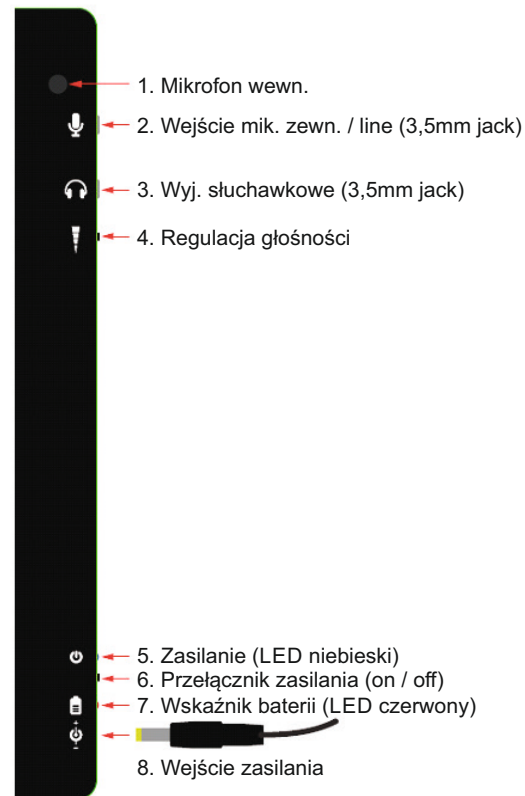 1. Mikrofon wewn.
2. Wejście mik. zewn. / line (3,5mm jack)
3. Wyj. słuchawkowe (3,5mm jack)
4. Regulacja głośności
5. Zasilanie (LED niebieski)
6. Przełącznik zasilania (on / off)
7. Wskaźnik baterii (LED czerwony)
8. Wejście zasilania